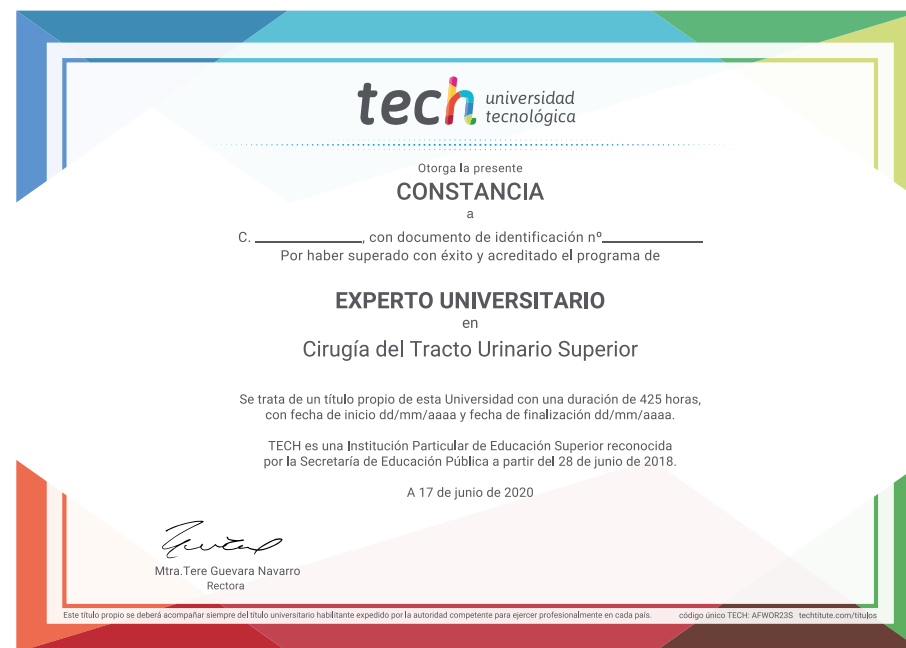 tech universidad
tecnológica
Otorga la presente
CONSTANCIA
a
C. ____________, con documento de identificación nº____________
Por haber superado con éxito y acreditado el programa de
EXPERTO UNIVERSITARIO
en
Cirugía del Tracto Urinario Superior
Se trata de un título propio de esta Universidad con una duración de 425 horas,
con fecha de inicio dd/mm/aaaa y fecha de finalización dd/mm/aaaa.
TECH es una Institución Particular de Educación Superior reconocida
por la Secretaría de Educación Pública a partir del 28 de junio de 2018.
A 17 de junio de 2020
Mtra.Tere Guevara Navarro
Rectora
Este título propio se deberá acompañar siempre del título universitario habilitante expedido por la autoridad competente para ejercer profesionalmente en cada país. código único TECH: AFWOR23S techtitute.com/titulos